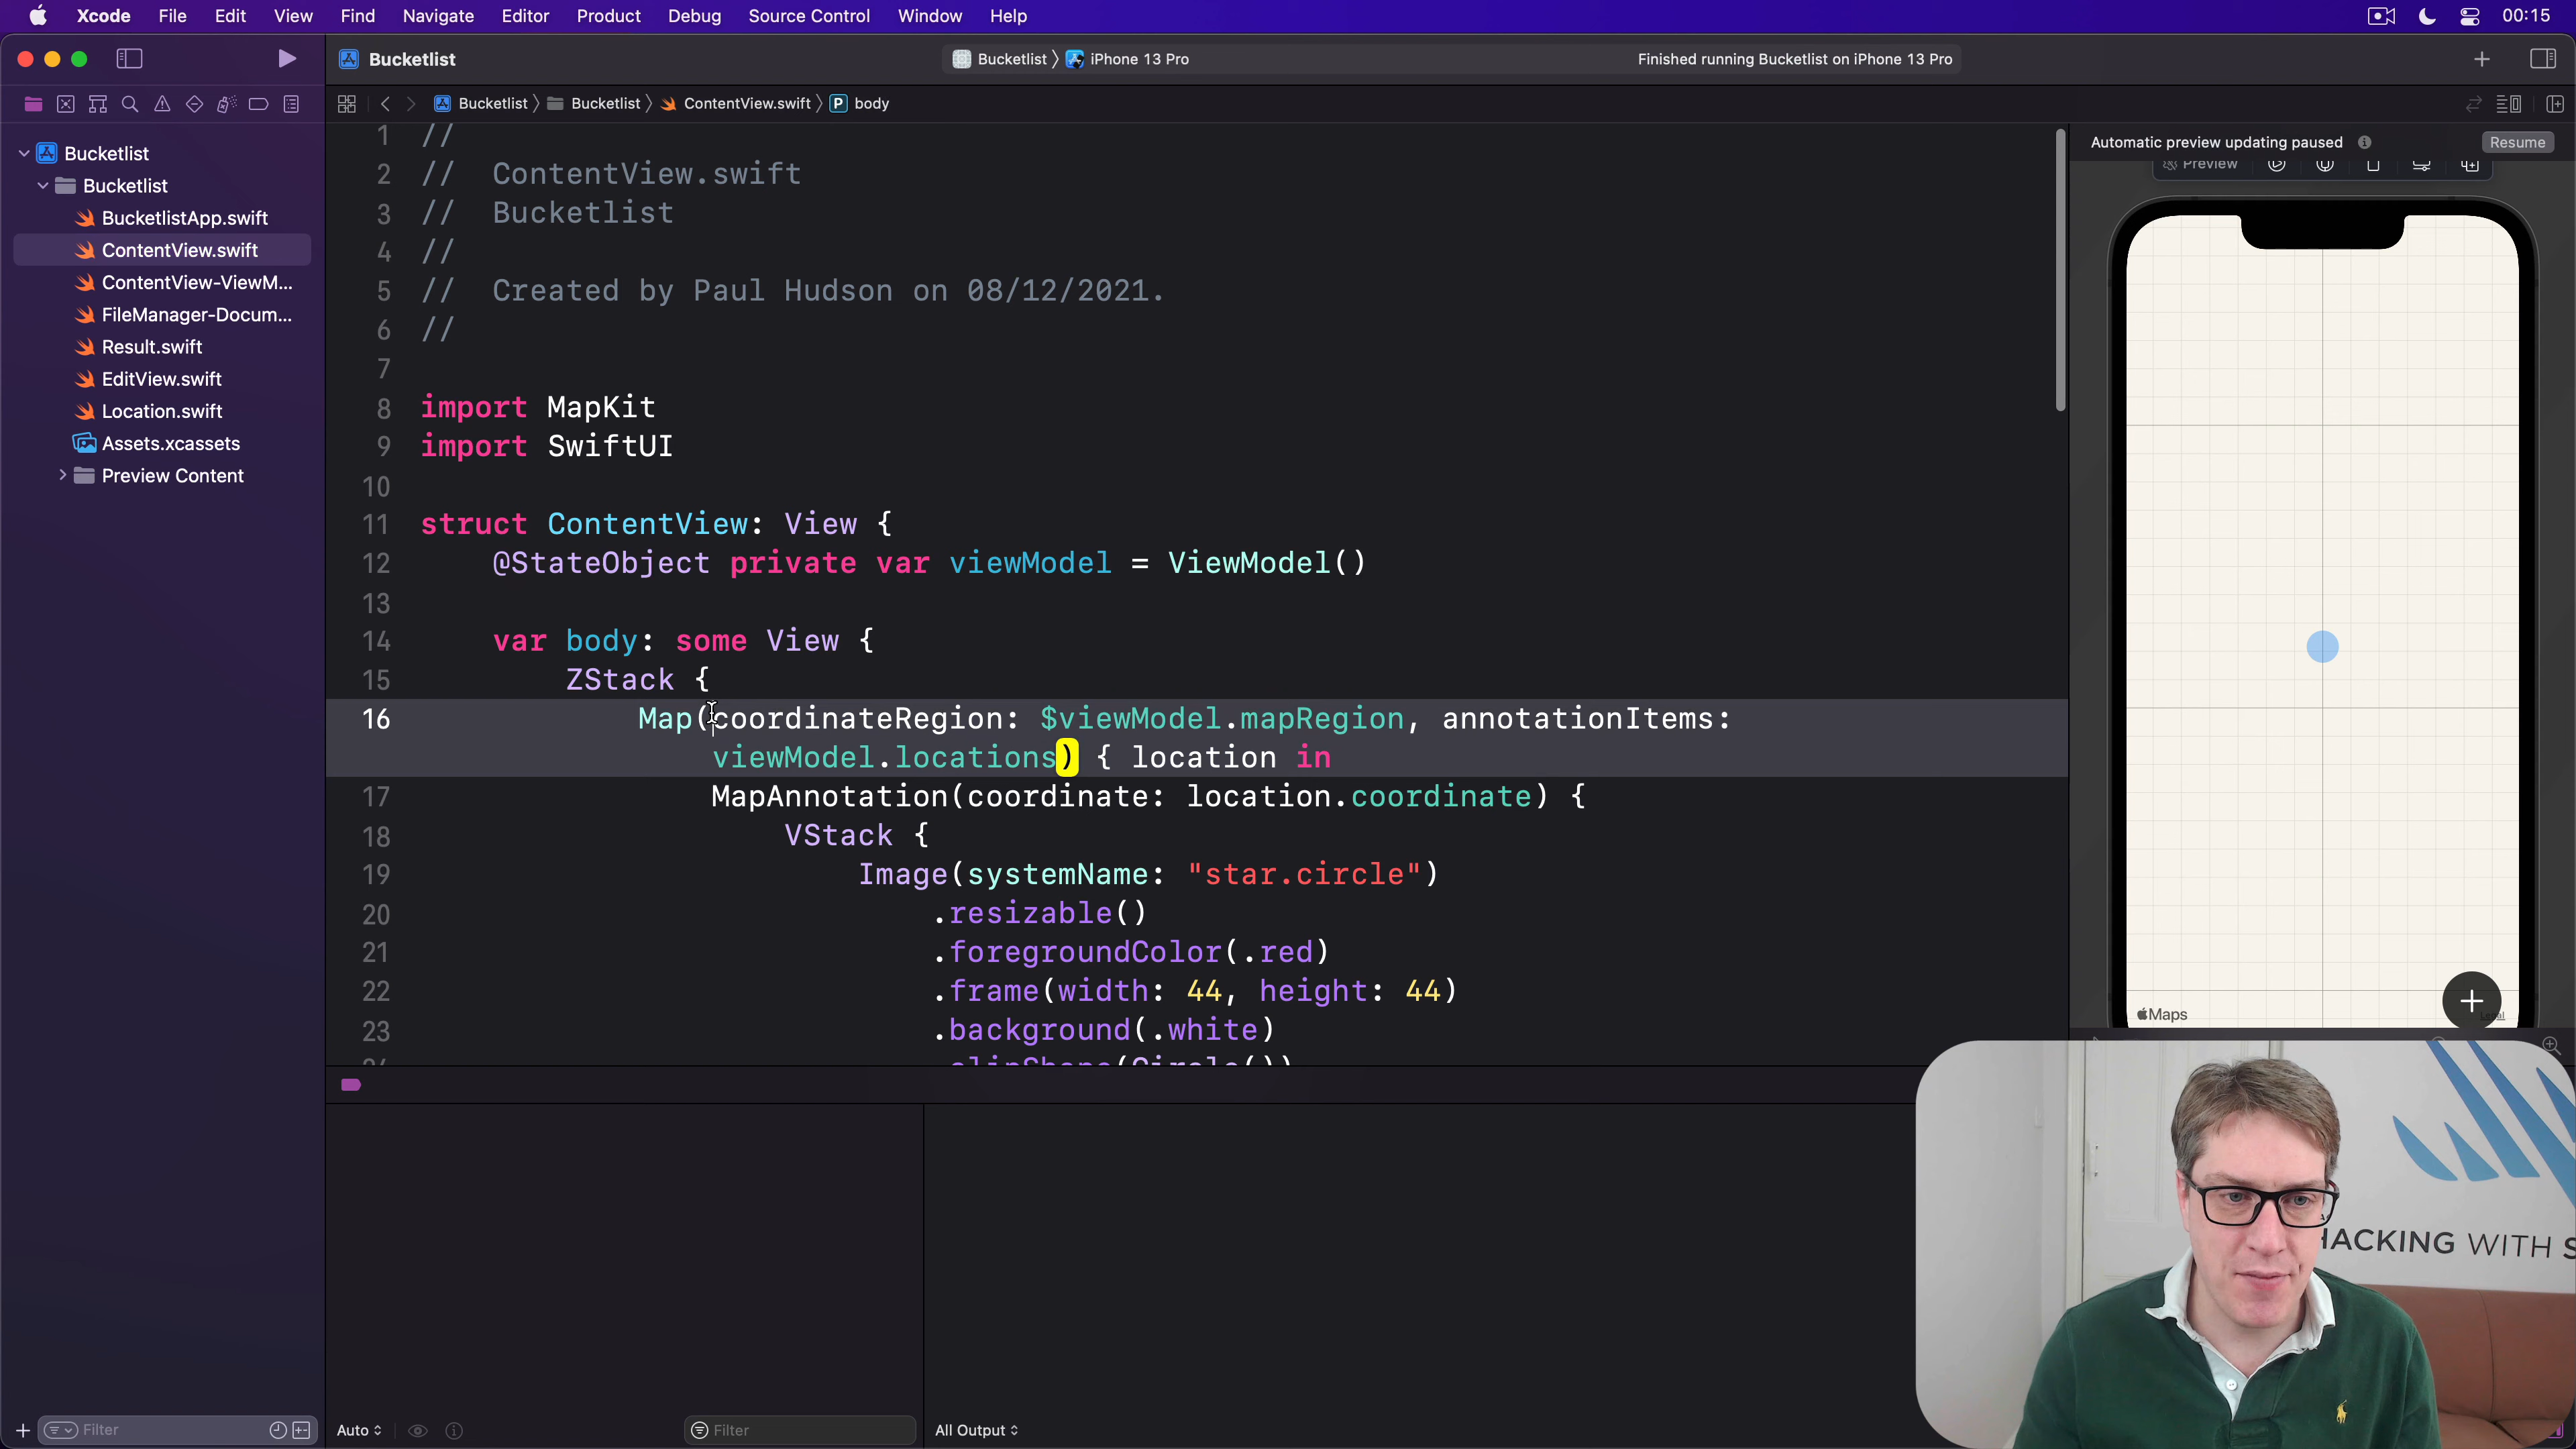 Xcode File Edit View Find Navigate Editor Product Debug Source Control Window Help 00:15
Bucketlist
Bucketlist iPhone 13 Pro
Finished running Bucketlist on iPhone 13 Pro
Bucketlist Bucketlist ContentView.swift P body
Automatic preview updating paused Resume
Preview
Bucketlist
Bucketlist
BucketlistApp.swift
ContentView.swift
ContentView-ViewM...
FileManager-Docum...
Result.swift
EditView.swift
Location.swift
Assets.xcassets
Preview Content
1 //
2 // ContentView.swift
3 // Bucketlist
4 //
5 // Created by Paul Hudson on 08/12/2021.
6 //
7
8 import MapKit
9 import SwiftUI
10
11 struct ContentView: View {
12 @StateObject private var viewModel = ViewModel()
13
14 var body: some View {
15 ZStack {
16 Map(coordinateRegion: $viewModel.mapRegion, annotationItems:
viewModel.locations) { location in
17 MapAnnotation(coordinate: location.coordinate) {
18 VStack {
19 Image(systemName: "star.circle")
20 .resizable()
21 .foregroundColor(.red)
22 .frame(width: 44, height: 44)
23 .background(.white)
.clipShape(Circle())
Maps
Legal
HACKING WITH S
Filter
Auto
Filter
All Output